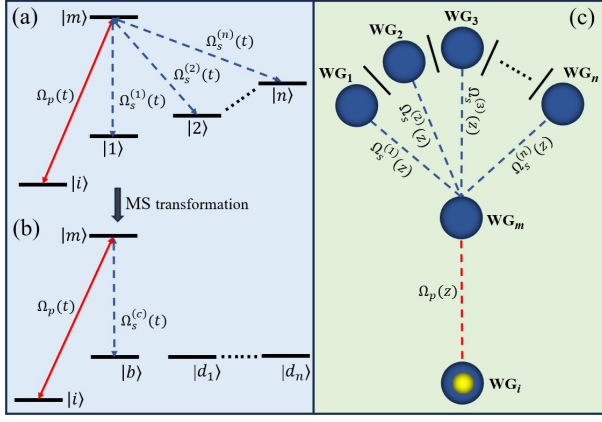 (a)
|m⟩
Ω_p(t)
Ω_s^(1)(t)
Ω_s^(2)(t)
Ω_s^(n)(t)
|n⟩
|2⟩
|1⟩
|i⟩
MS transformation
(b)
|m⟩
Ω_p(t)
Ω_s^(c)(t)
|b⟩ |d_1⟩ |d_n⟩
|i⟩
(c)
WG_1
WG_2
WG_3
WG_n
Ω_s^(1)(z)
Ω_s^(2)(z)
Ω_s^(3)(z)
Ω_s^(n)(z)
WG_m
Ω_p(z)
WG_i